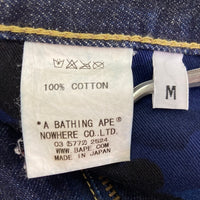 100% COTTON
"A BATHING APE"
NOWHERE CO. LTD.
03 (5772) 2524
WWW.BAPE.COM
MADE IN JAPAN
M